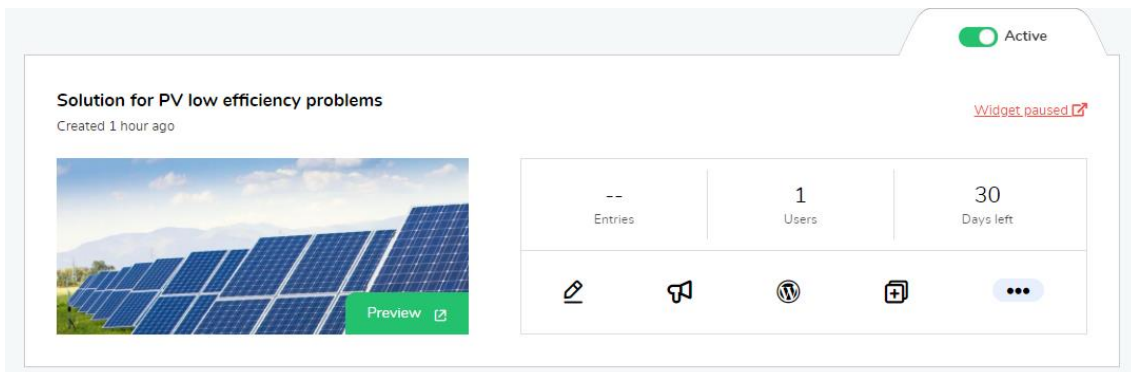 Active
Solution for PV low efficiency problems
Created 1 hour ago
Widget paused
Preview
--
Entries
1
Users
30
Days left